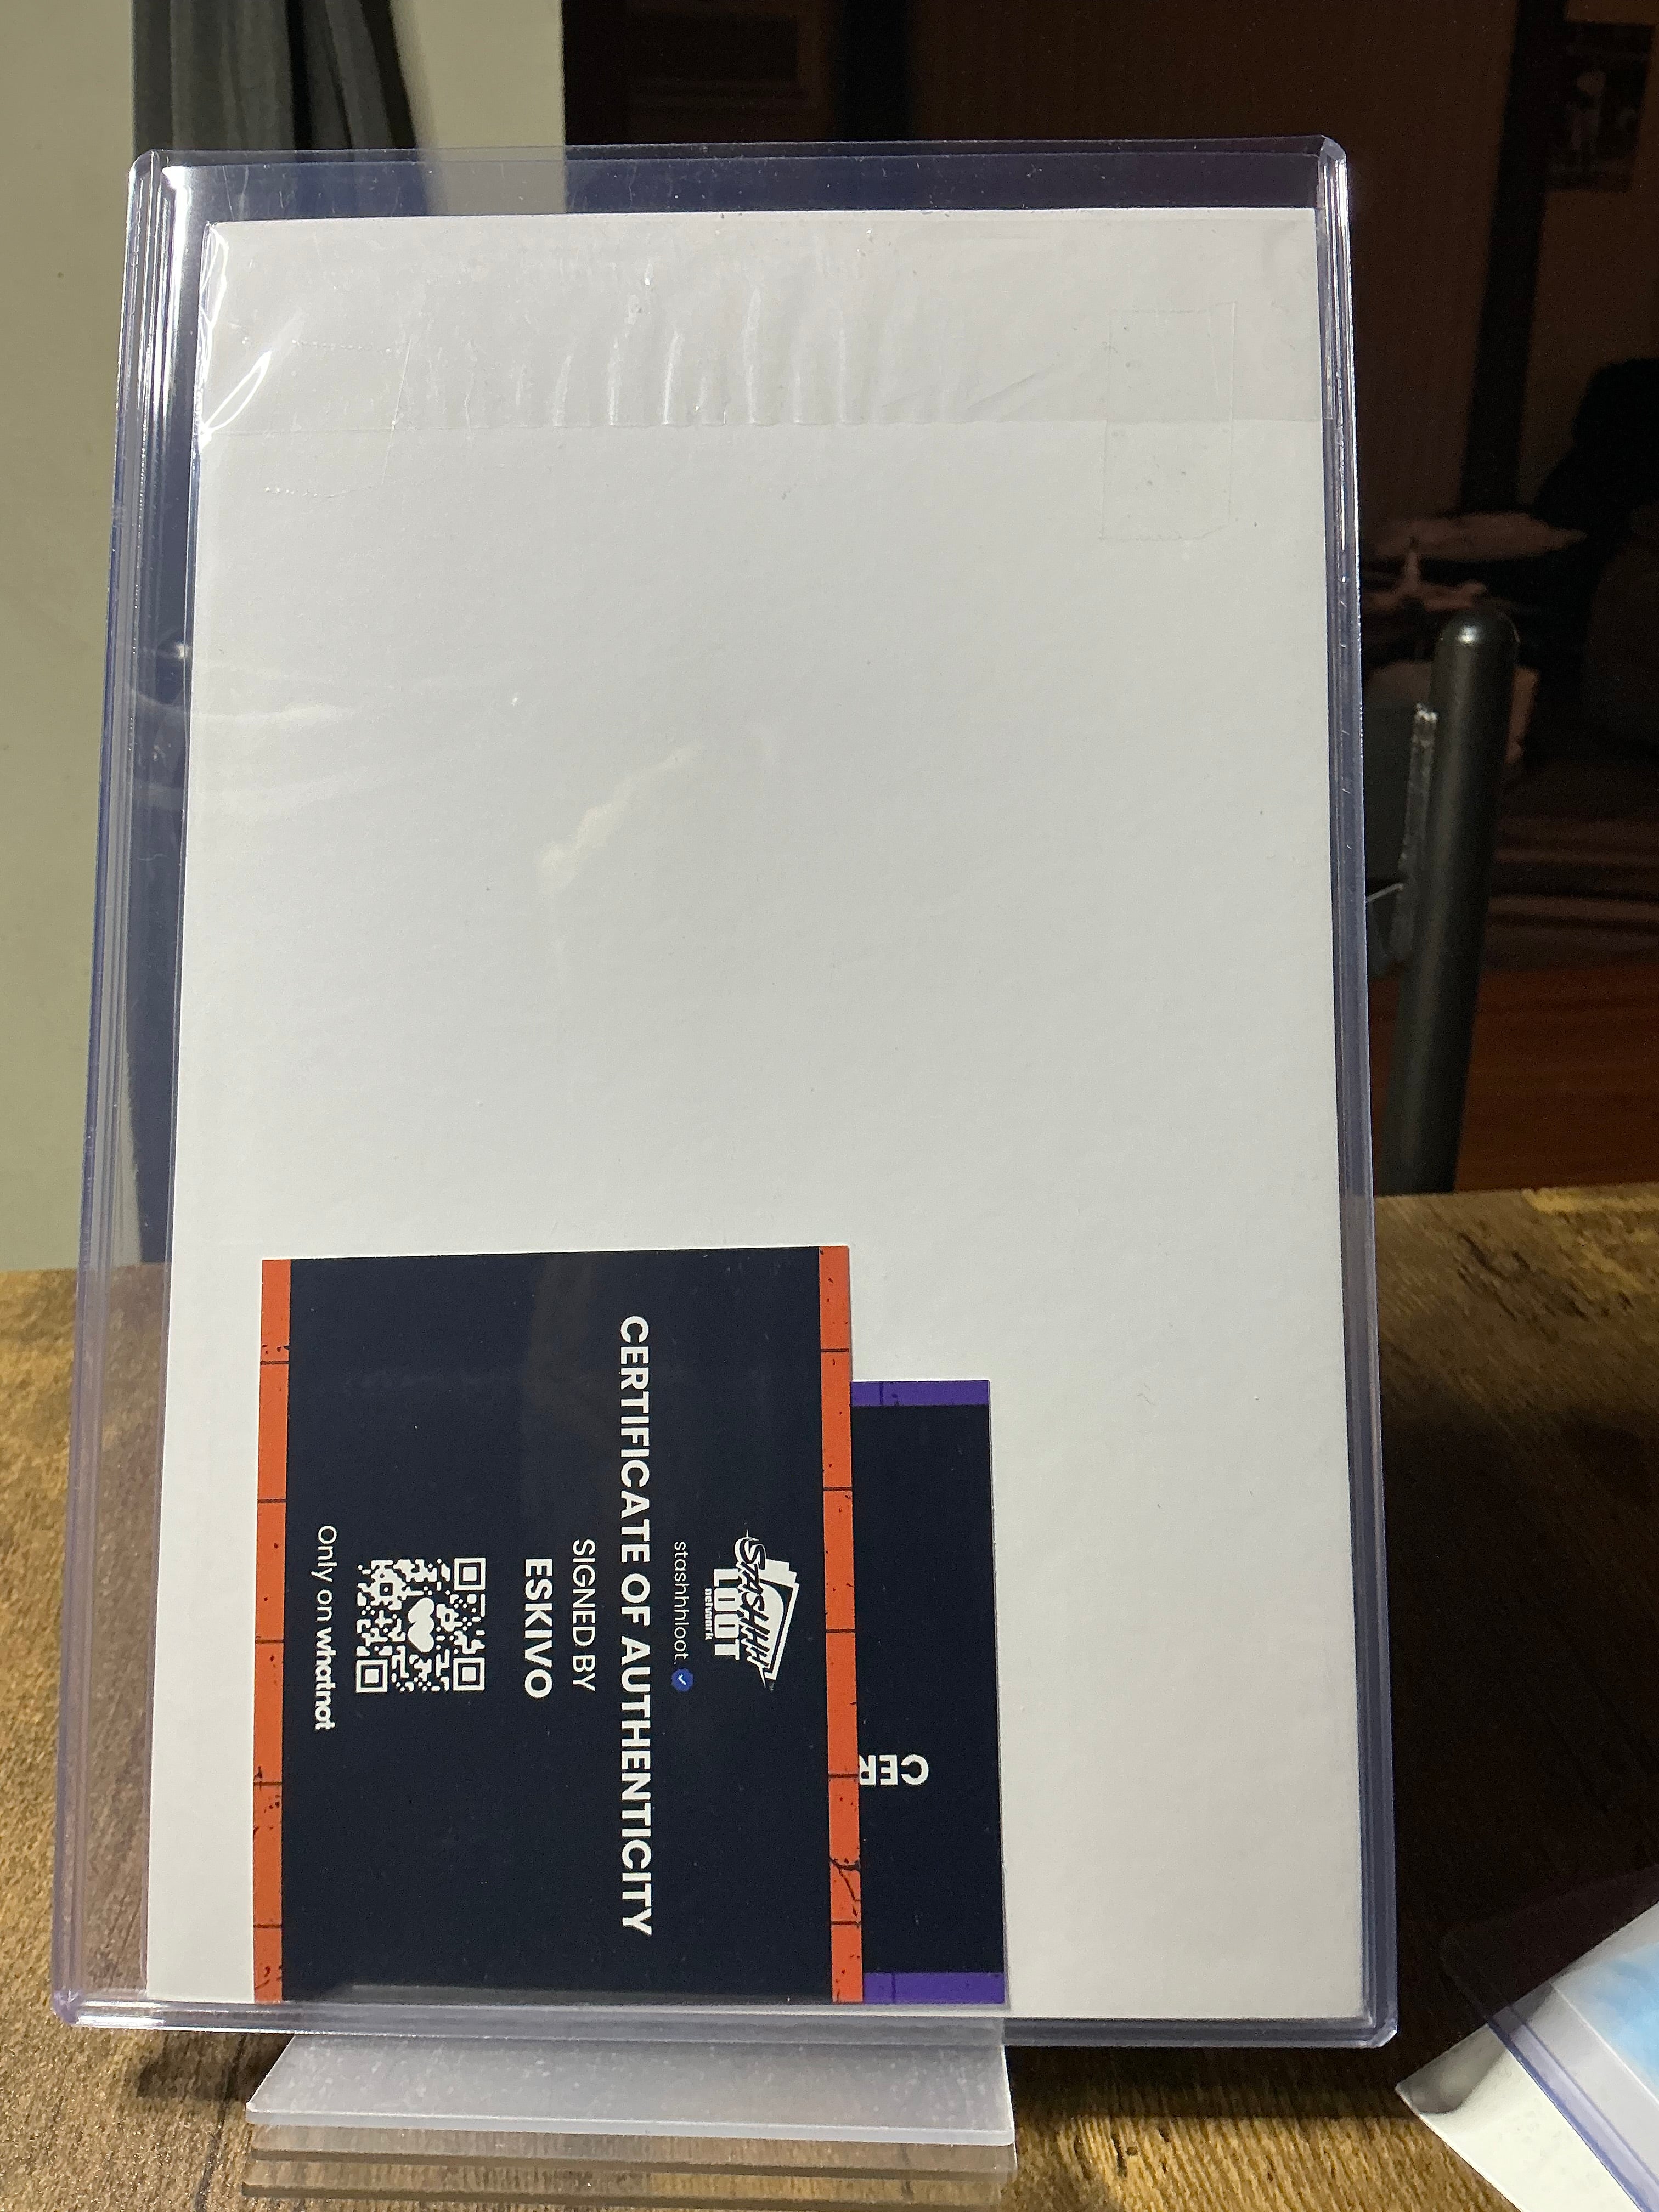 STASHHH
LOOT
network
stashhhloot
CERTIFICATE OF AUTHENTICITY
SIGNED BY
ESKIVO
Only on whatnot
CER